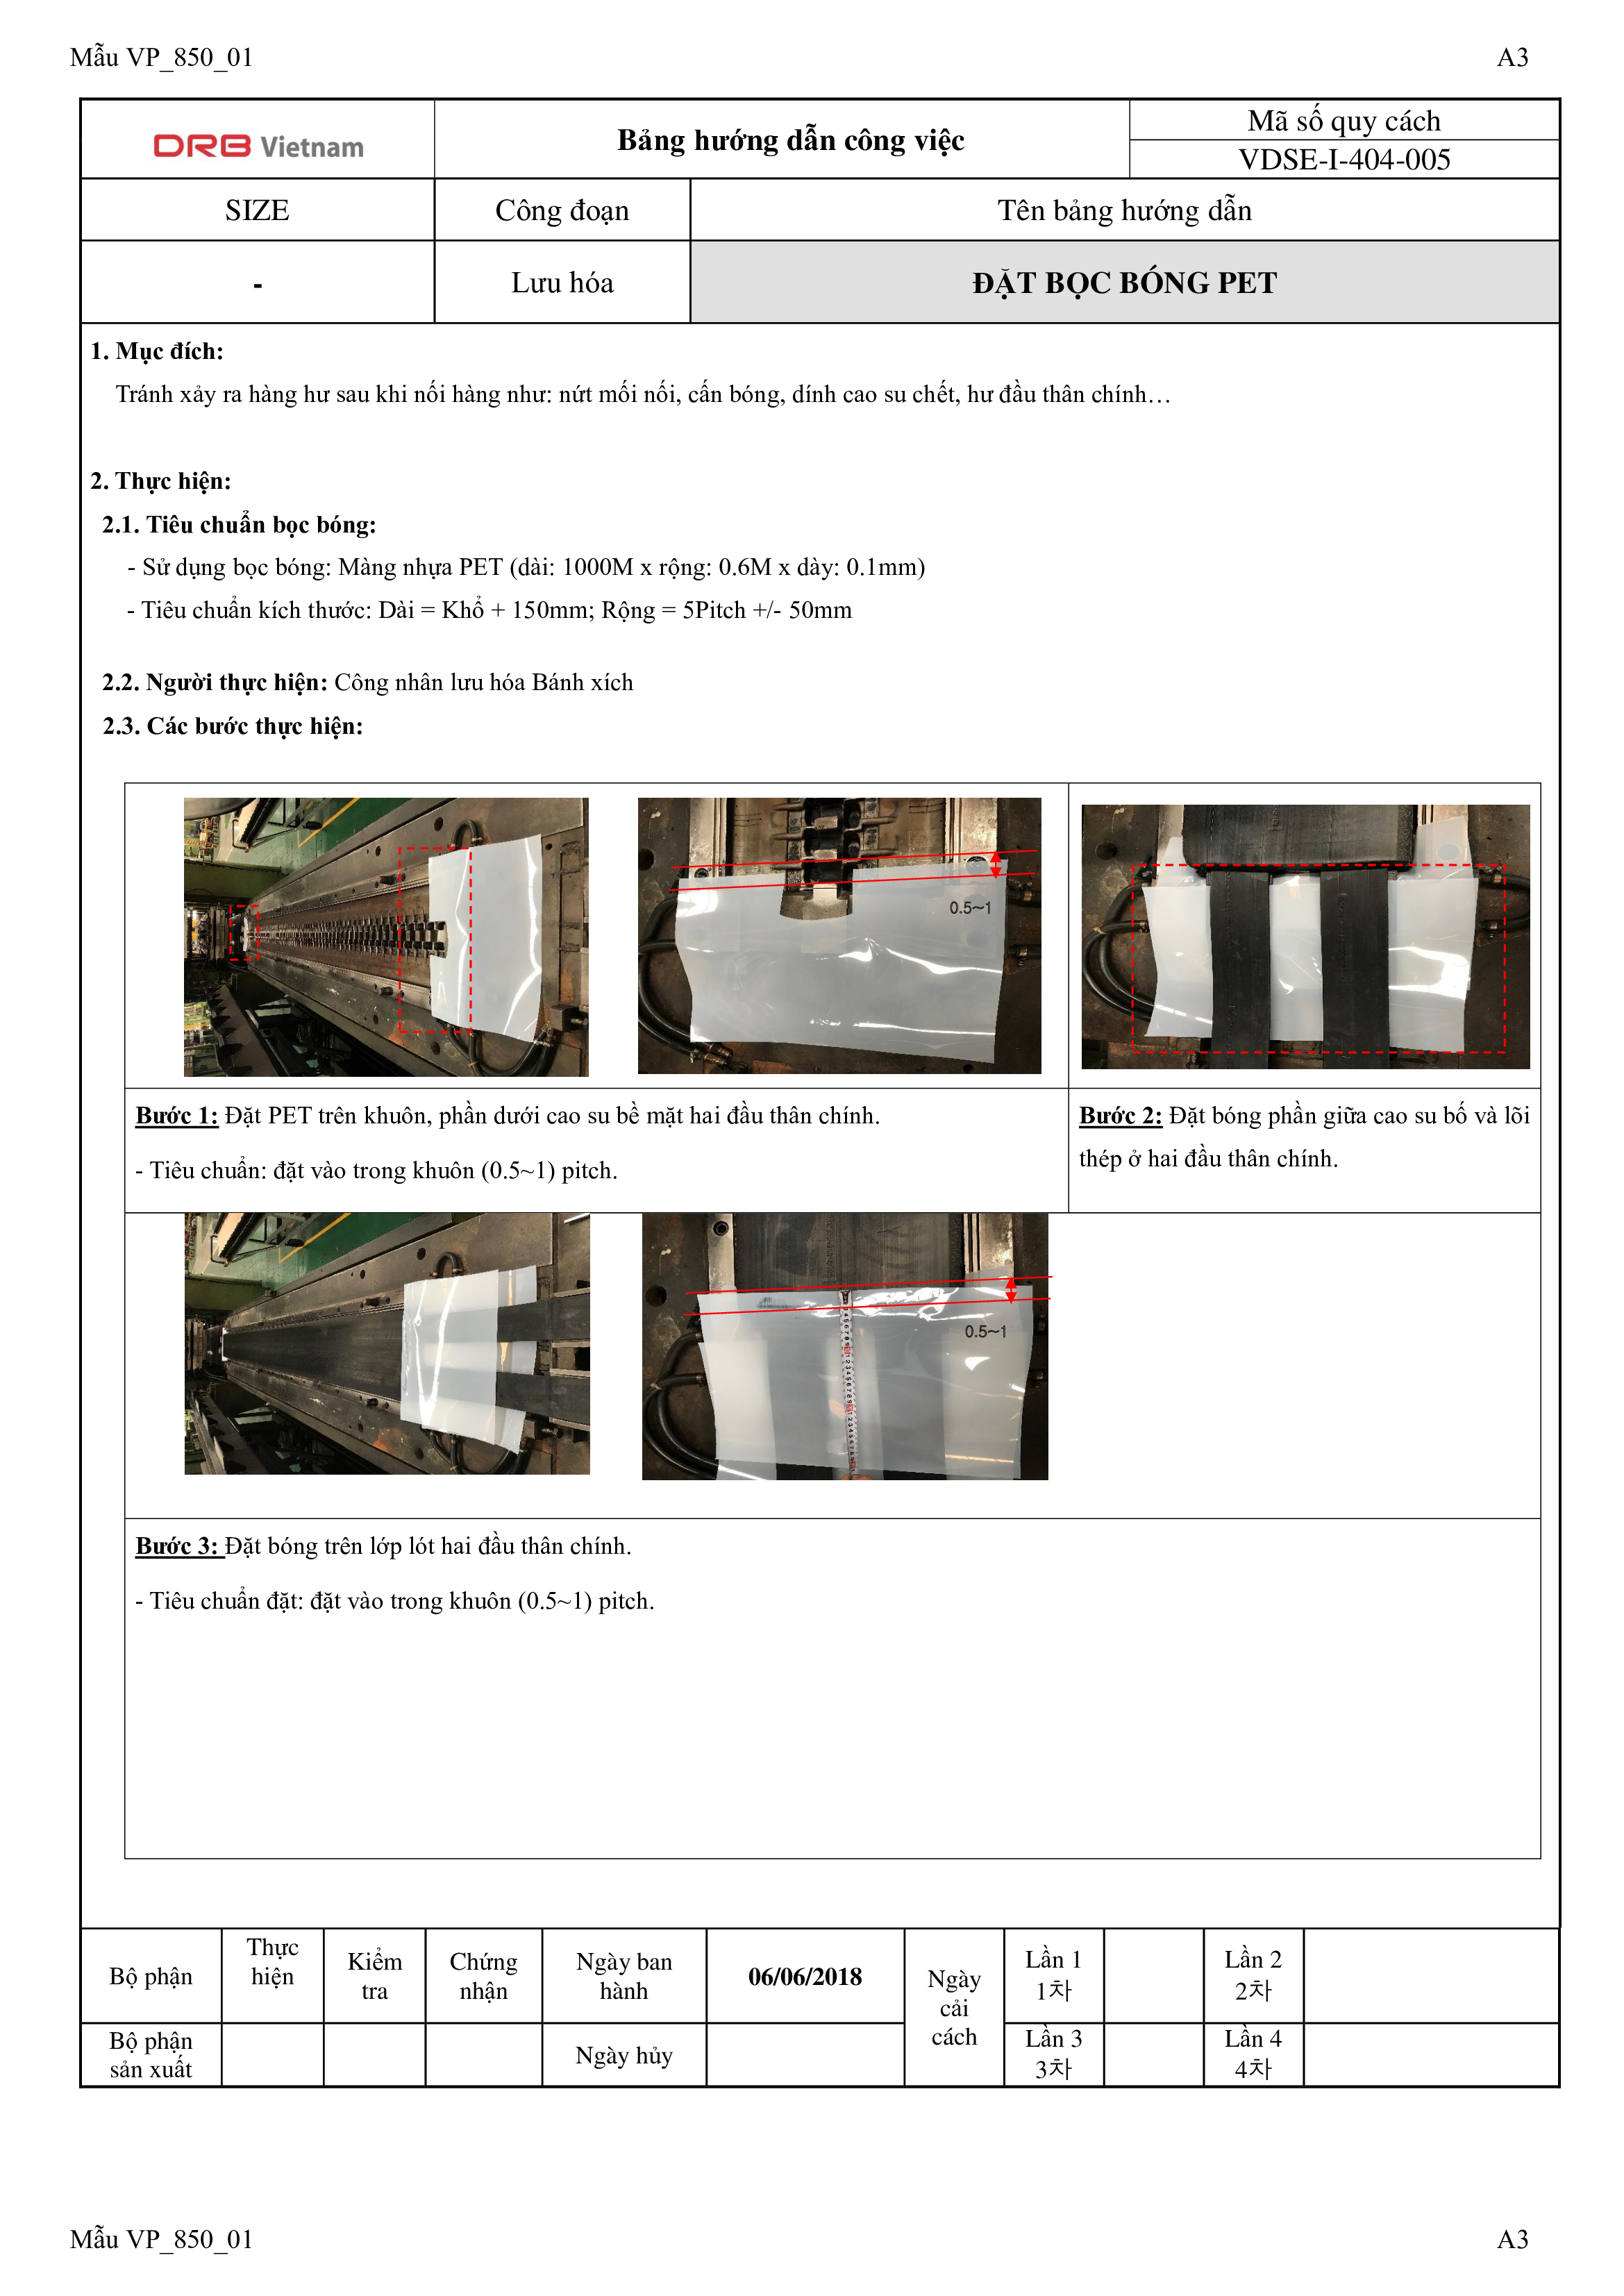 Mẫu VP_850_01
A3
DRB Vietnam
Bảng hướng dẫn công việc
Mã số quy cách
VDSE-I-404-005
SIZE
Công đoạn
Tên bảng hướng dẫn
-
Lưu hóa
ĐẶT BỌC BÓNG PET
1. Mục đích:
Tránh xảy ra hàng hư sau khi nối hàng như: nứt mối nối, cấn bóng, dính cao su chết, hư đầu thân chính…
2. Thực hiện:
2.1. Tiêu chuẩn bọc bóng:
- Sử dụng bọc bóng: Màng nhựa PET (dài: 1000M x rộng: 0.6M x dày: 0.1mm)
- Tiêu chuẩn kích thước: Dài = Khổ + 150mm; Rộng = 5Pitch +/- 50mm
2.2. Người thực hiện: Công nhân lưu hóa Bánh xích
2.3. Các bước thực hiện:
0.5~1
Bước 1: Đặt PET trên khuôn, phần dưới cao su bề mặt hai đầu thân chính.
- Tiêu chuẩn: đặt vào trong khuôn (0.5~1) pitch.
Bước 2: Đặt bóng phần giữa cao su bố và lõi
thép ở hai đầu thân chính.
0.5~1
Bước 3: Đặt bóng trên lớp lót hai đầu thân chính.
- Tiêu chuẩn đặt: đặt vào trong khuôn (0.5~1) pitch.
Bộ phận
Thực
hiện
Kiểm
tra
Chứng
nhận
Ngày ban
hành
06/06/2018
Ngày
cải
cách
Lần 1
1차
Lần 2
2차
Bộ phận
sản xuất
Ngày hủy
Lần 3
3차
Lần 4
4차
Mẫu VP_850_01
A3